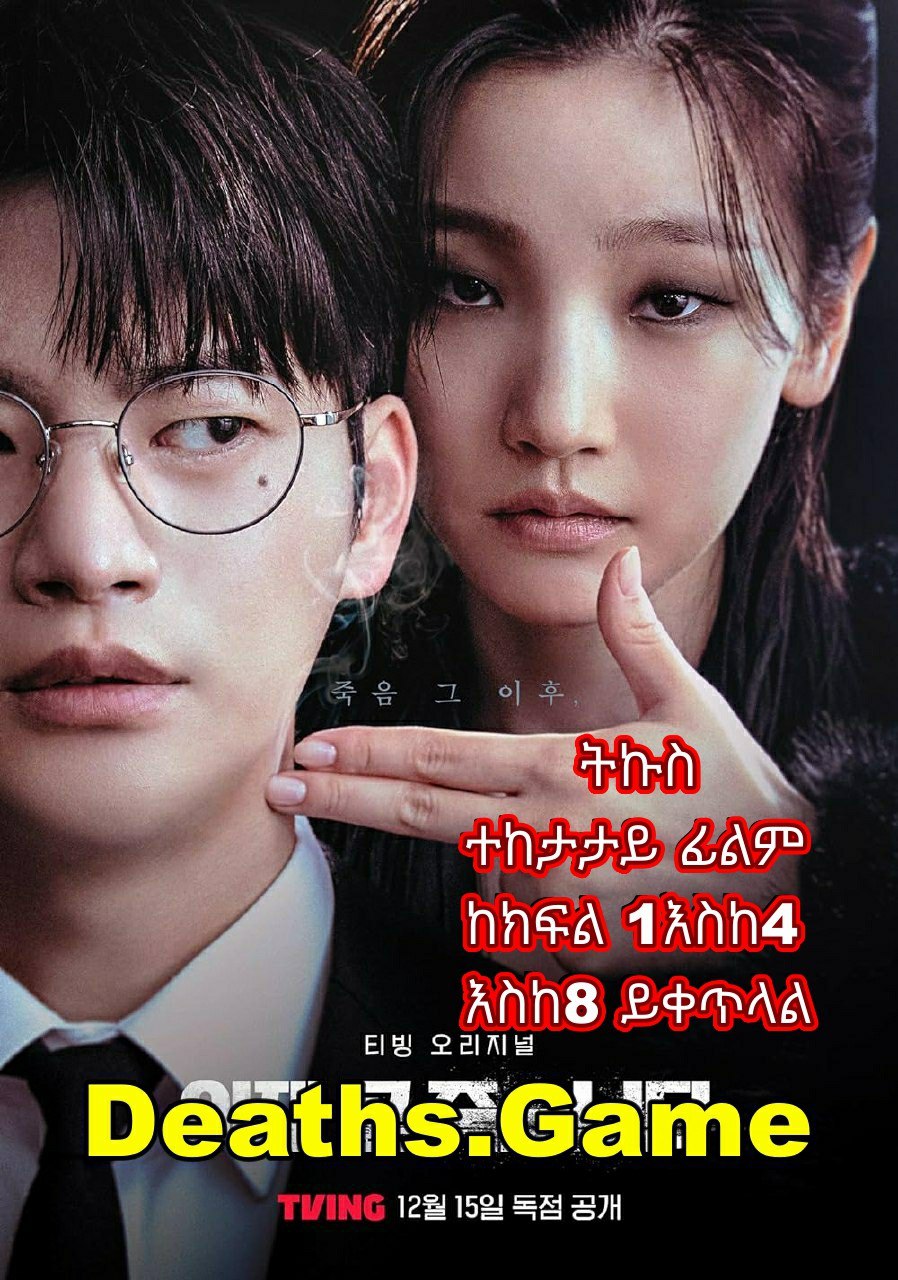 죽음 그 이후,
ትኩስ
ተከታታይ ፊልም
ከክፍል 1እስከ4
እስከ8 ይቀጥላል
티빙 오리지널
Deaths.Game
TVING 12월 15일 독점 공개